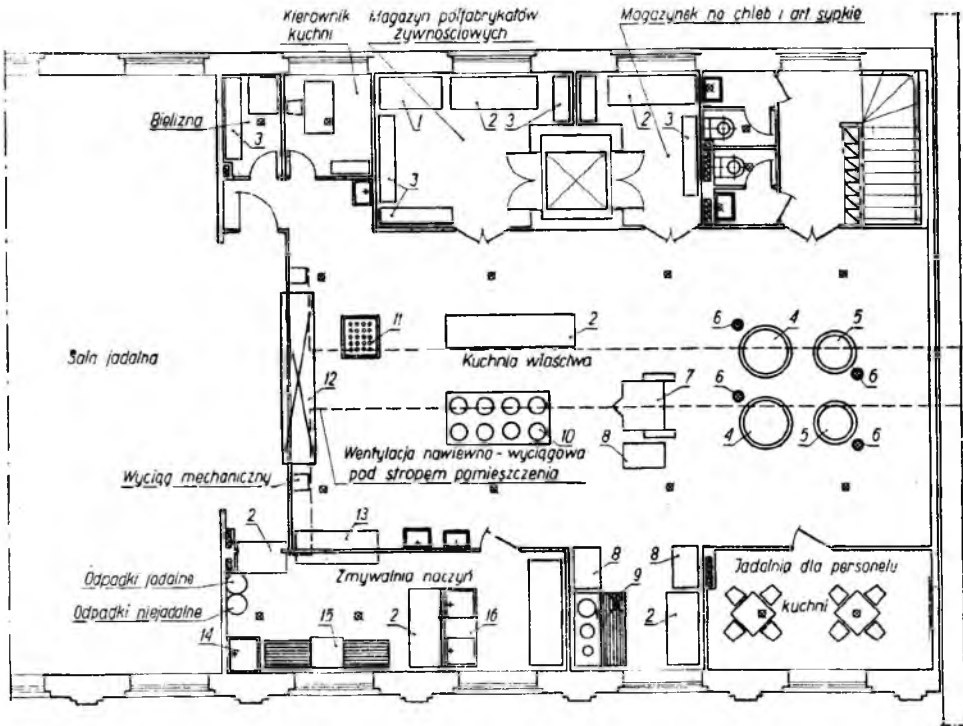 Kierownik
kuchni
Magazyn półfabrykatów
żywnościowych
Magazynek na chleb i art sypkie
Bielizna
3
1
2
3
2
3
3
6
4
5
11
2
Kuchnia właściwa
6
7
6
Sala jadalna
12
4
5
10
8
6
Wentylacja nawiewno-wyciągowa
pod stropem pomieszczenia
Wyciąg mechaniczny
2
13
8
8
Odpadki jadalne
Zmywalnia naczyń
9
Jadalnia dla personelu
kuchni
Odpadki niejadalne
14
15
2
16
2